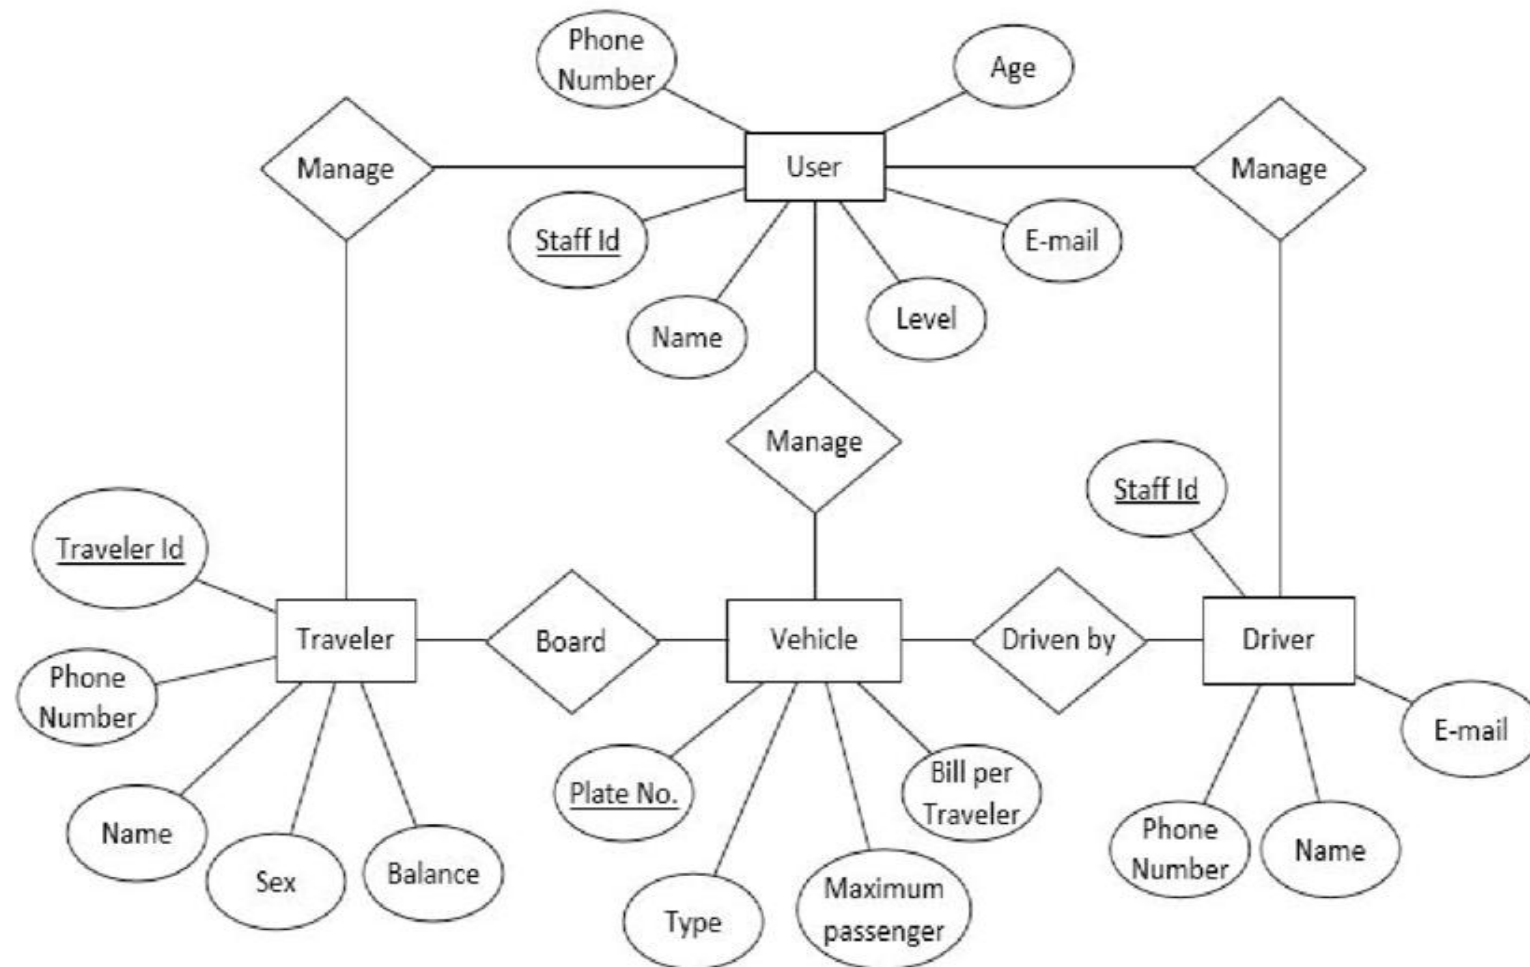 Phone
Number
Age
Manage
User
Manage
Staff Id
E-mail
Name
Level
Manage
Staff Id
Traveler Id
Traveler
Board
Vehicle
Driven by
Driver
Phone
Number
E-mail
Plate No.
Bill per
Traveler
Name
Sex
Balance
Type
Maximum
passenger
Phone
Number
Name